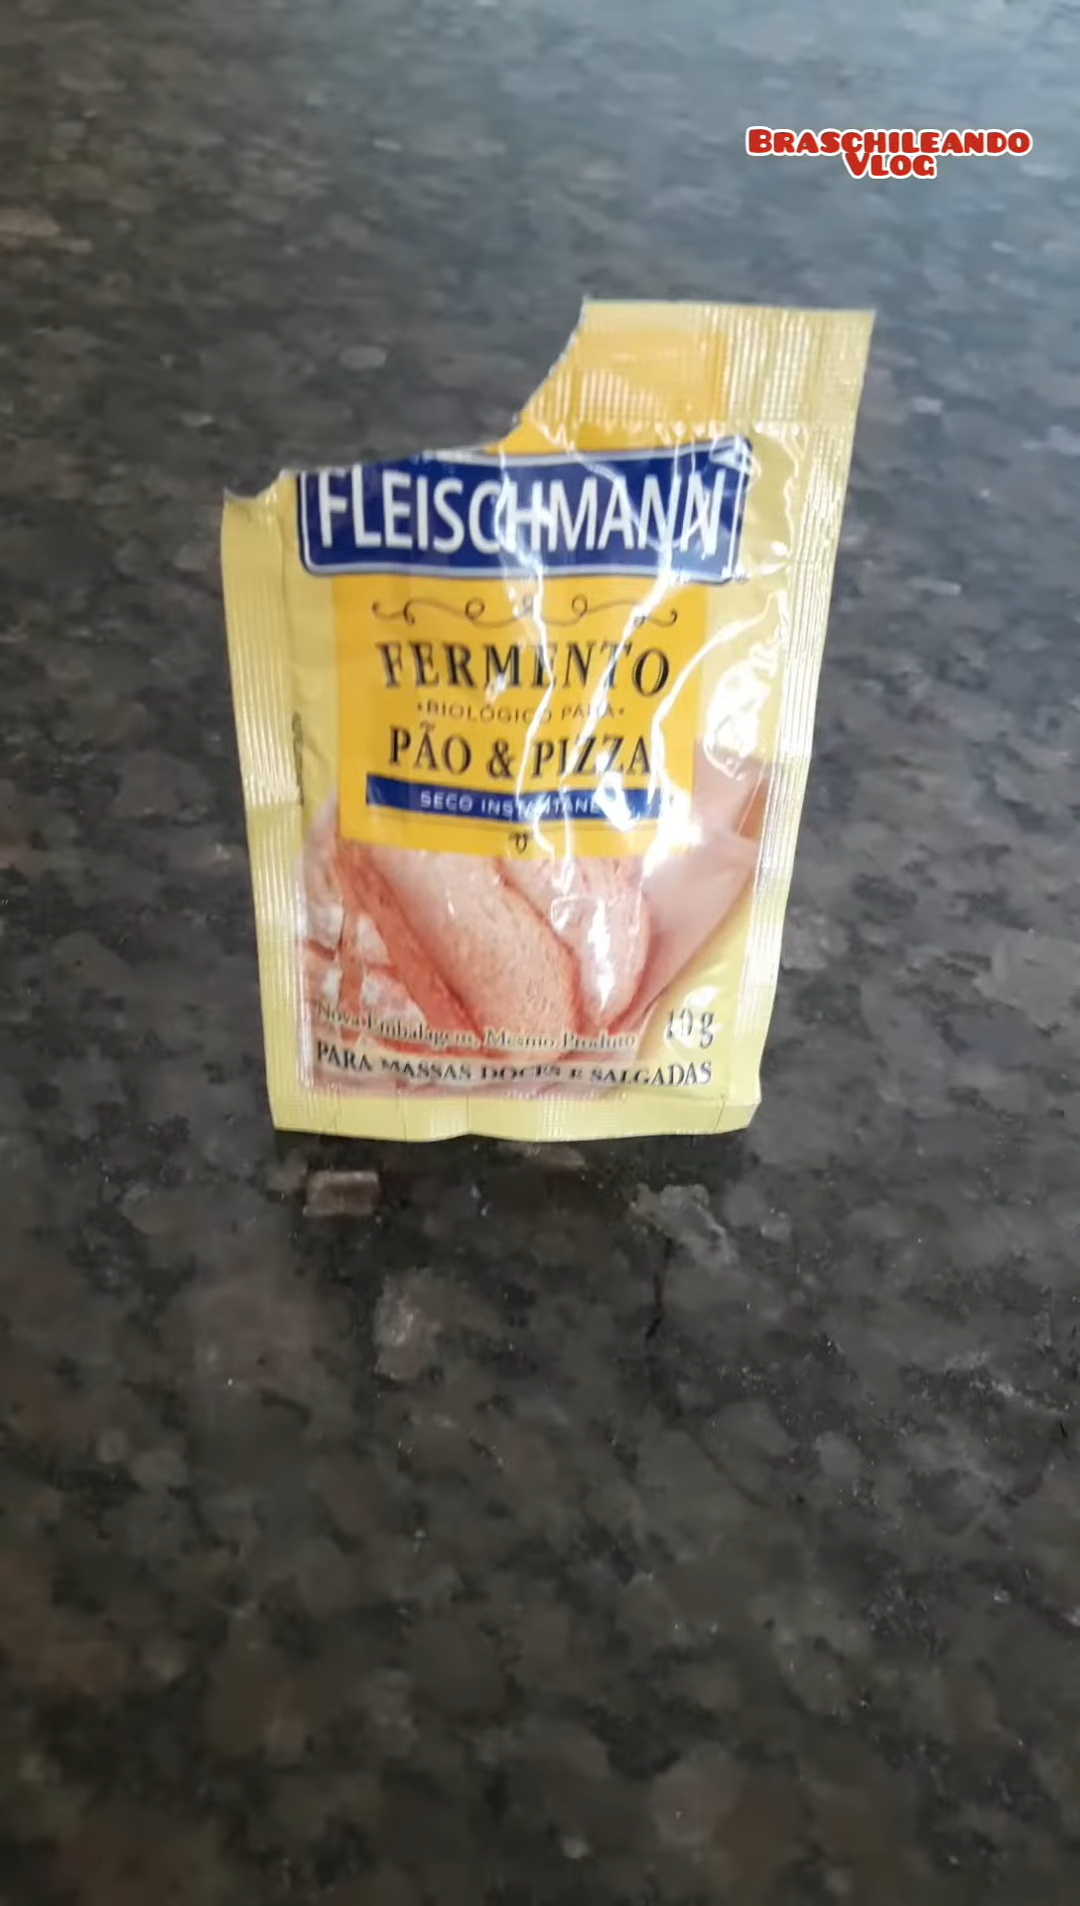 BRASCHILEANDO
VLOG
FLEISCHMANN
FERMENTO
•BIOLÓGICO PARA•
PÃO & PIZZA
SECO INSTANTÂNEO
Nova Embalagem, Mesmo Produto
10g
PARA MASSAS DOCES E SALGADAS